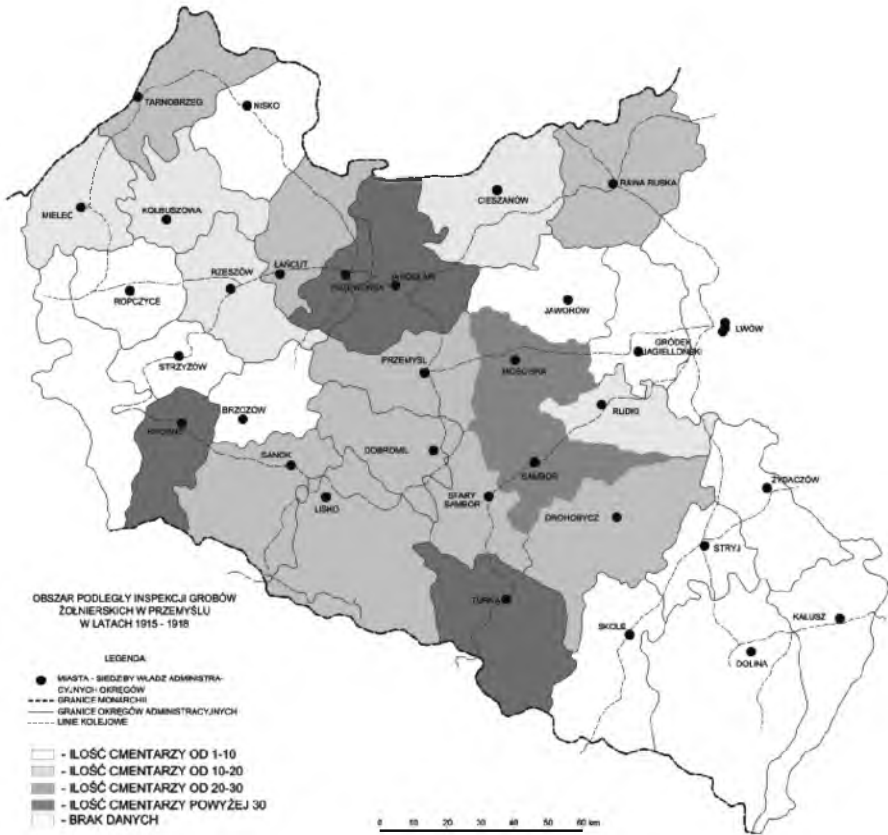 TARNOBRZEG
NISKO
RAWA RUSKA
CIESZANÓW
MIELEC
KOLBUSZOWA
ŁAŃCUT
RZESZÓW
PRZEWORSK
JAROSŁAW
ROPCZYCE
JAWORÓW
LWÓW
GRÓDEK
JAGIELLOŃSKI
STRZYŻÓW
PRZEMYŚL
MOŚCISKA
BRZOZÓW
RUDKI
KROSNO
SANOK
DOBROMIL
SAMBOR
LISKO
STARY
SAMBOR
DROHOBYCZ
ŻYDACZÓW
STRYJ
TURKA
SKOLE
KAŁUSZ
DOLINA
OBSZAR PODLEGŁY INSPEKCJI GROBÓW
ŻOŁNIERSKICH W PRZEMYŚLU
W LATACH 1915 - 1918
LEGENDA
MIASTA - SIEDZIBY WŁADZ ADMINISTRA-
CYJNYCH OKRĘGÓW
GRANICE MONARCHII
GRANICE OKRĘGÓW ADMINISTRACYJNYCH
LINIE KOLEJOWE
- ILOŚĆ CMENTARZY OD 1-10
- ILOŚĆ CMENTARZY OD 10-20
- ILOŚĆ CMENTARZY OD 20-30
- ILOŚĆ CMENTARZY POWYŻEJ 30
- BRAK DANYCH
0 10 20 30 40 50 60 km